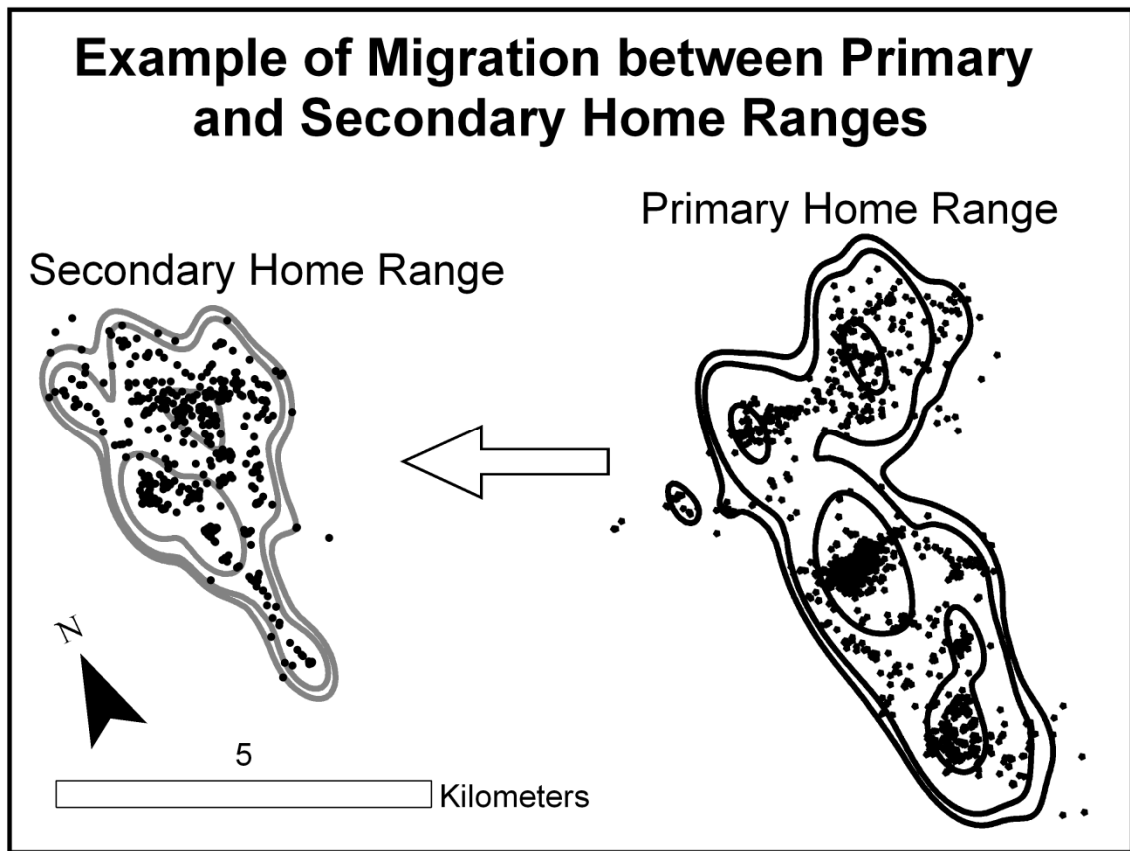 Example of Migration between Primary
and Secondary Home Ranges
Primary Home Range
Secondary Home Range
N
5
Kilometers